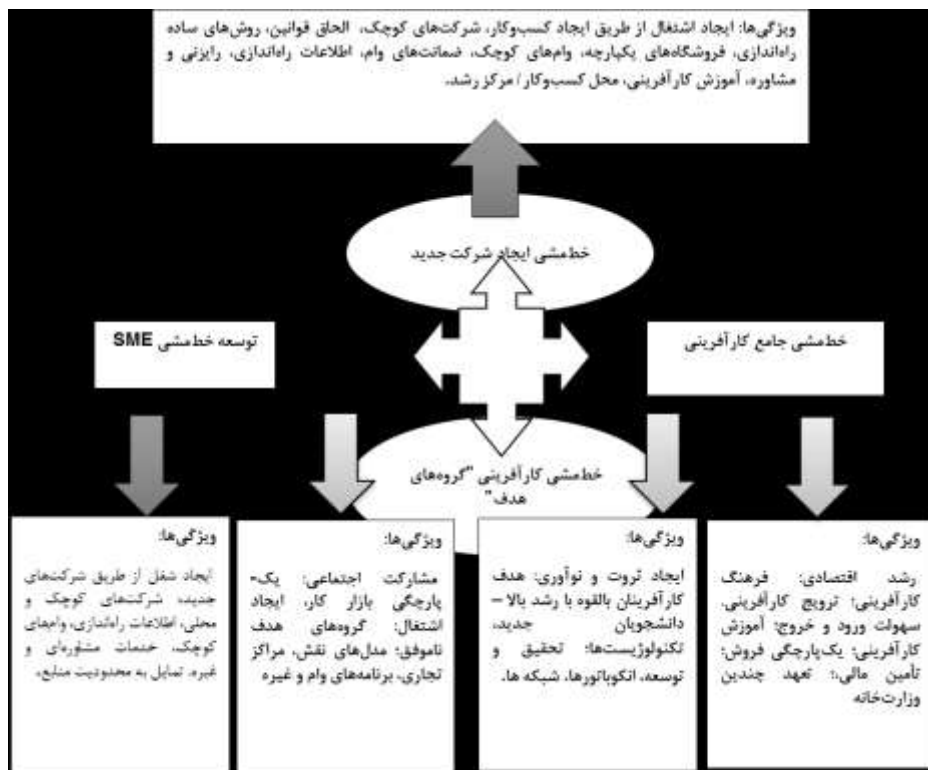 ویژگی‌ها: ایجاد اشتغال از طریق ایجاد کسب‌وکار، شرکت‌های کوچک، الحاق قوانین، روش‌های ساده
راه‌اندازی، فروشگاه‌های یکپارچه، وام‌های کوچک، ضمانت‌های وام، اطلاعات راه‌اندازی، رایزنی و
مشاوره، آموزش کارآفرینی، محل کسب‌وکار/ مرکز رشد.
خط‌مشی ایجاد شرکت جدید
خط‌مشی جامع کارآفرینی
توسعه خط‌مشی SME
خط‌مشی کارآفرینی "گروه‌های
هدف"
ویژگی‌ها:
رشد اقتصادی: فرهنگ
کارآفرینی؛ ترویج کارآفرینی.
سهولت ورود و خروج: آموزش
کارآفرینی؛ یک‌پارچگی فروش؛
تأمین مالی،؛ تعهد چندین
وزارت‌خانه
ویژگی‌ها:
ایجاد ثروت و نوآوری: هدف
کارآفرینان بالقوه با رشد بالا –
دانشجویان جدید،
تکنولوژیست‌ها؛ تحقیق و
توسعه، انکوباتورها، شبکه ها.
ویژگی‌ها:
مشارکت اجتماعی: یک-
پارچگی بازار کار، ایجاد
اشتغال: گروه‌های هدف
ناموفق: مدل‌های نقش، مراکز
تجاری، برنامه‌های وام و غیره
ویژگی‌ها:
ایجاد شغل از طریق شرکت‌های
جدید، شرکت‌های کوچک و
محلی، اطلاعات راه‌اندازی، وام‌های
کوچک، خدمات مشاوره‌ای و
غیره. تمایل به محدودیت منابع.